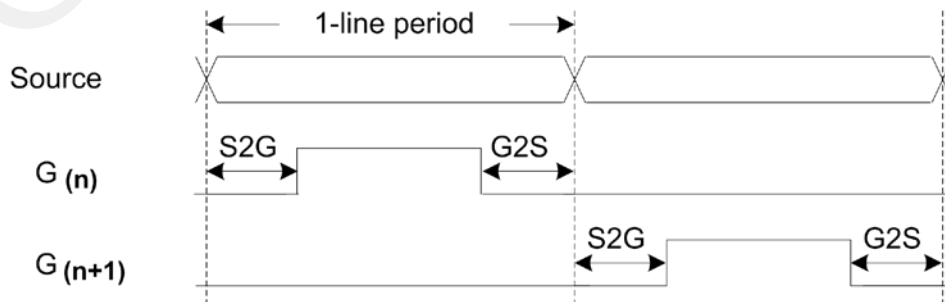 1-line period
Source
S2G
G2S
G (n)
S2G
G2S
G (n+1)